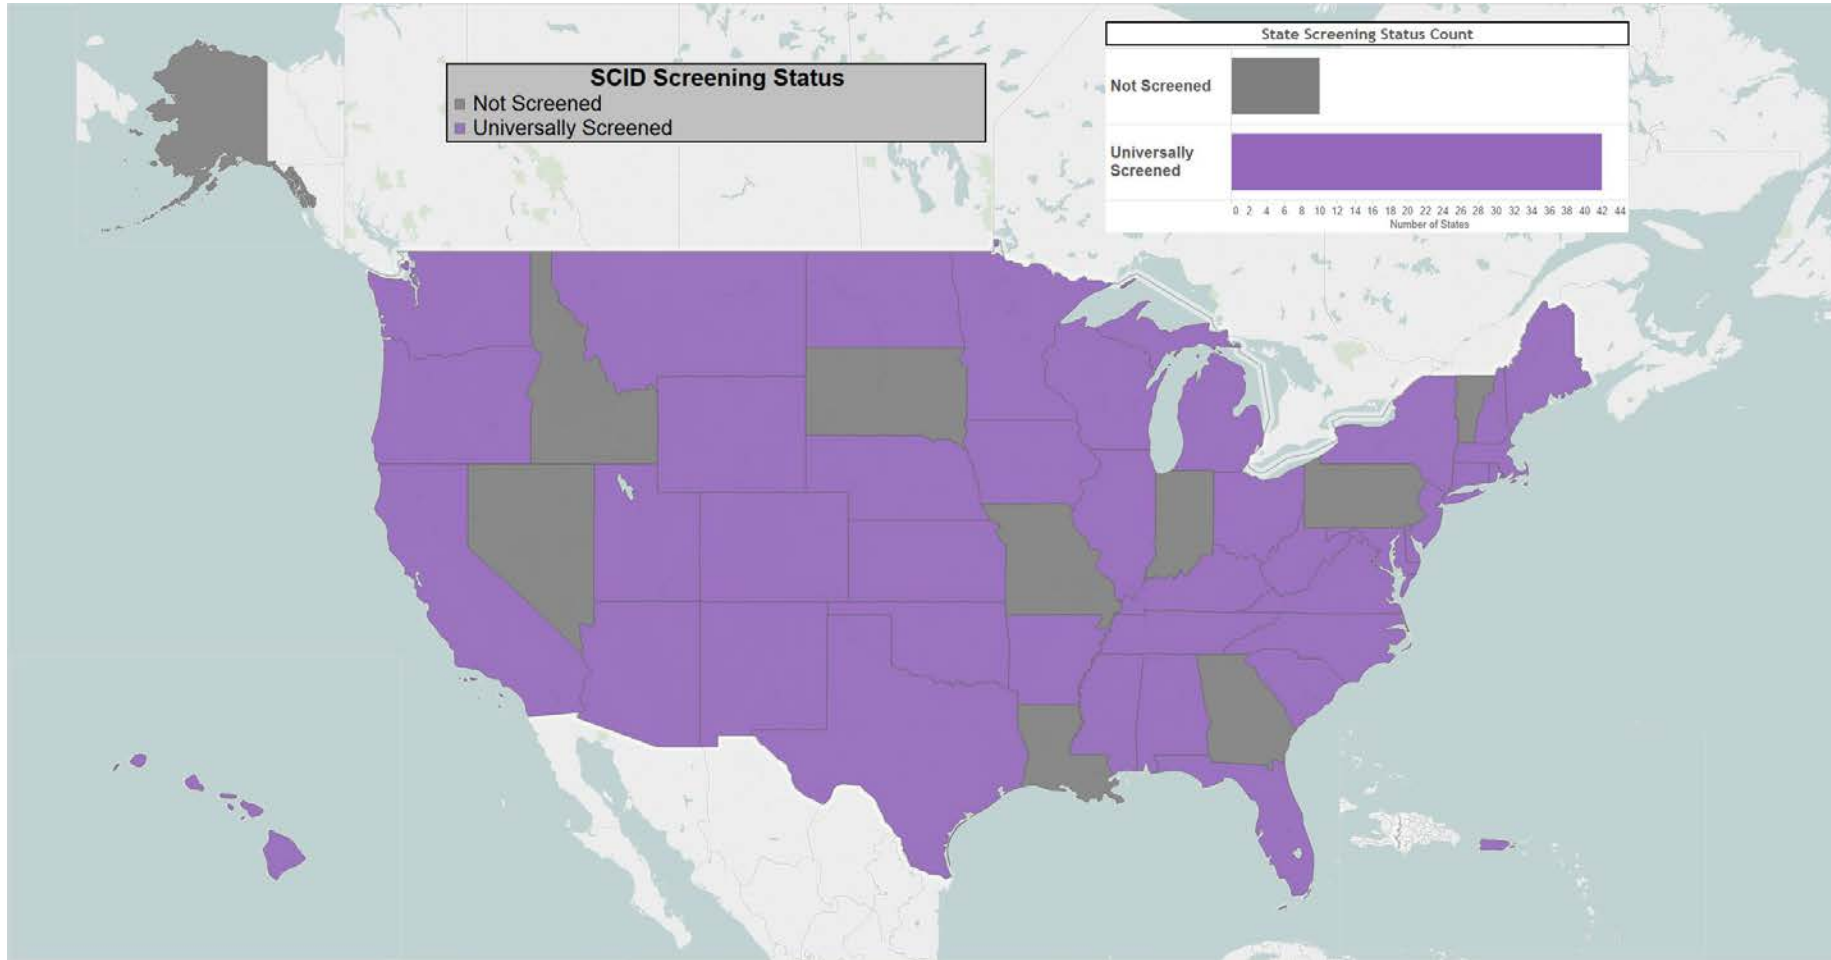 SCID Screening Status
Not Screened
Universally Screened
State Screening Status Count
Not Screened
Universally
Screened
0 2 4 6 8 10 12 14 16 18 20 22 24 26 28 30 32 34 36 38 40 42 44
Number of States